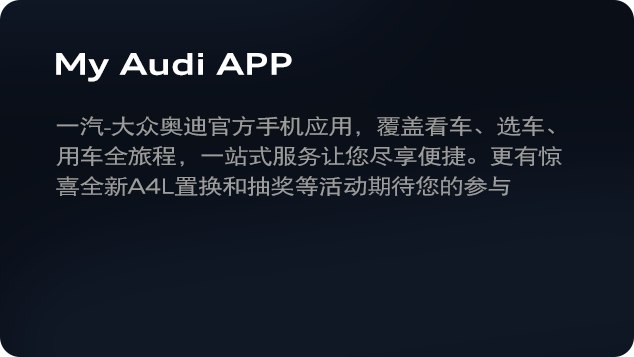 My Audi APP
一汽-大众奥迪官方手机应用，覆盖看车、选车、
用车全旅程，一站式服务让您尽享便捷。更有惊
喜全新A4L置换和抽奖等活动期待您的参与